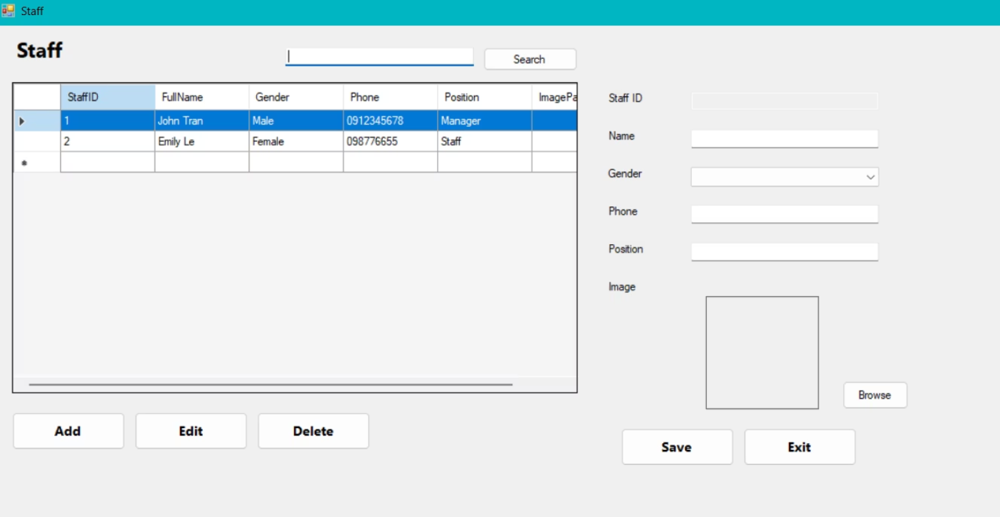 Staff
Staff
Search
StaffID FullName Gender Phone Position ImagePa
1 John Tran Male 0912345678 Manager
2 Emily Le Female 098776655 Staff
Staff ID
Name
Gender
Phone
Position
Image
Browse
Add Edit Delete
Save Exit